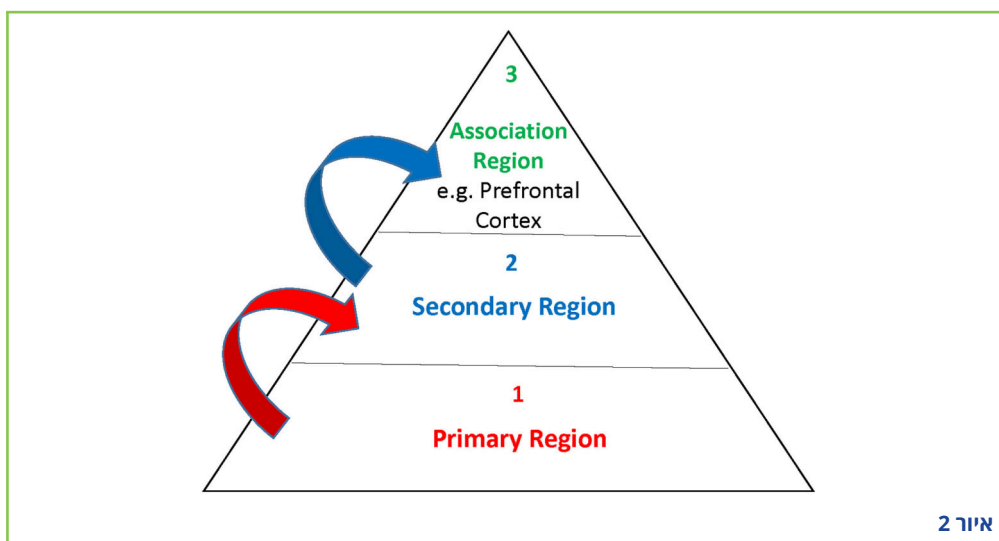 3
Association
Region
e.g. Prefrontal
Cortex
2
Secondary Region
1
Primary Region
איור 2